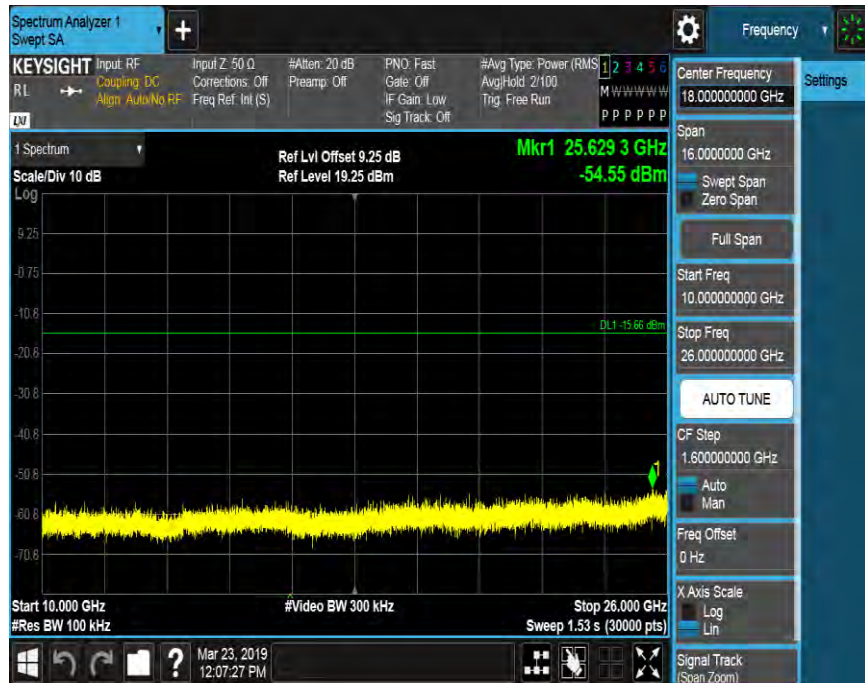 Spectrum Analyzer 1
Swept SA
+
Frequency
KEYSIGHT
RL
LXI
Input: RF
Coupling: DC
Align: Auto/No RF
Input Z: 50 Ω
Corrections: Off
Freq Ref: Int (S)
#Atten: 20 dB
Preamp: Off
PNO: Fast
Gate: Off
IF Gain: Low
Sig Track: Off
#Avg Type: Power (RMS
Avg|Hold: 2/100
Trig: Free Run
1 2 3 4 5 6
M W W W W W
P P P P P P
Center Frequency
18.000000000 GHz
Settings
Span
16.0000000 GHz
Swept Span
Zero Span
Full Span
Start Freq
10.000000000 GHz
Stop Freq
26.000000000 GHz
AUTO TUNE
CF Step
1.600000000 GHz
Auto
Man
Freq Offset
0 Hz
X Axis Scale
Log
Lin
Signal Track
(Span Zoom)
1 Spectrum
Scale/Div 10 dB
Log
Ref Lvl Offset 9.25 dB
Ref Level 19.25 dBm
Mkr1 25.629 3 GHz
-54.55 dBm
9.25
-0.75
-10.8
DL1 -15.66 dBm
-20.8
-30.8
-40.8
-50.8
1
-60.8
-70.8
Start 10.000 GHz
#Res BW 100 kHz
#Video BW 300 kHz
Stop 26.000 GHz
Sweep 1.53 s (30000 pts)
?
Mar 23, 2019
12:07:27 PM